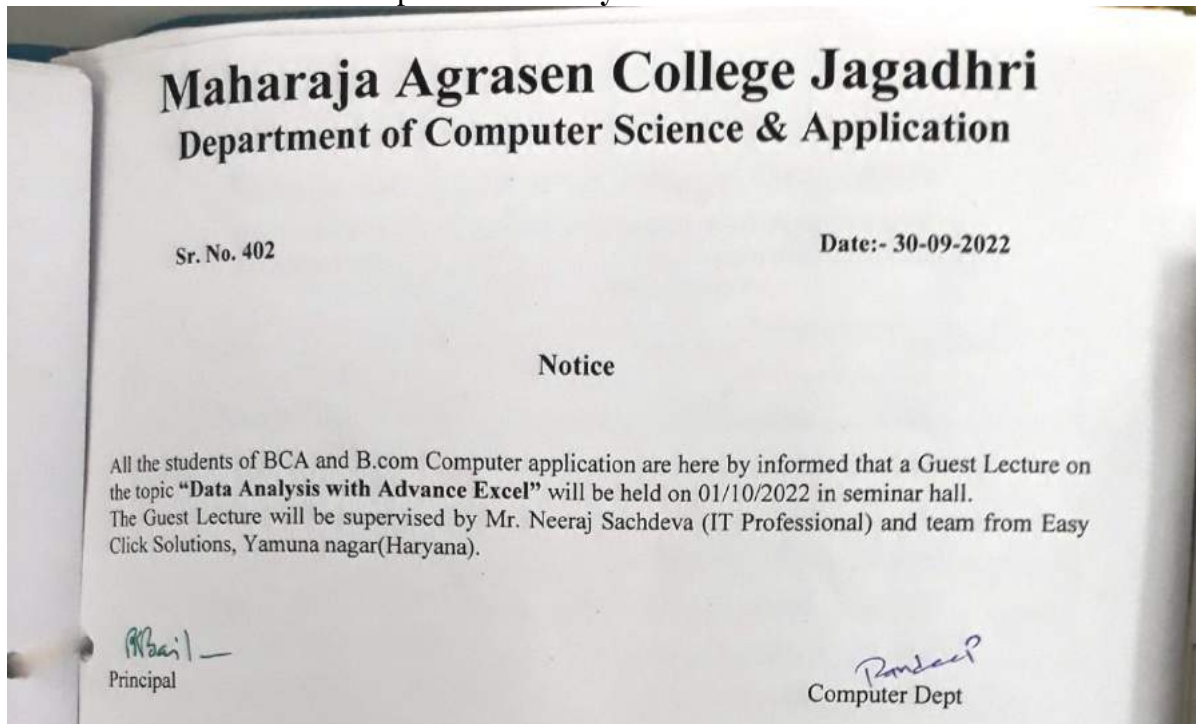 Maharaja Agrasen College Jagadhri
Department of Computer Science & Application
Sr. No. 402
Date:- 30-09-2022
Notice
All the students of BCA and B.com Computer application are here by informed that a Guest Lecture on
the topic “Data Analysis with Advance Excel” will be held on 01/10/2022 in seminar hall.
The Guest Lecture will be supervised by Mr. Neeraj Sachdeva (IT Professional) and team from Easy
Click Solutions, Yamuna nagar(Haryana).
Principal
Computer Dept